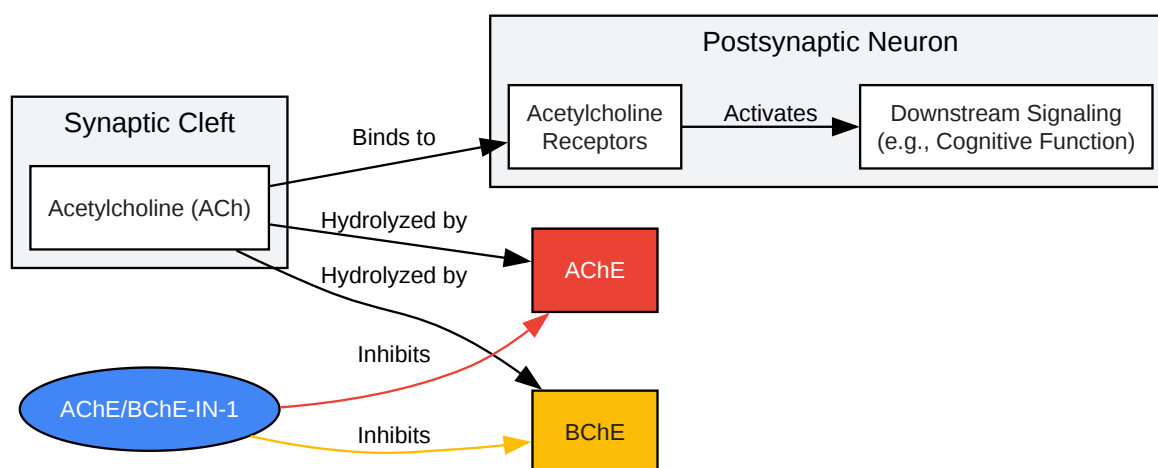 Postsynaptic Neuron
Synaptic Cleft
Acetylcholine
Receptors
Activates
Downstream Signaling
(e.g., Cognitive Function)
Binds to
Acetylcholine (ACh)
Hydrolyzed by
AChE
Hydrolyzed by
Inhibits
AChE/BChE-IN-1
Inhibits
BChE